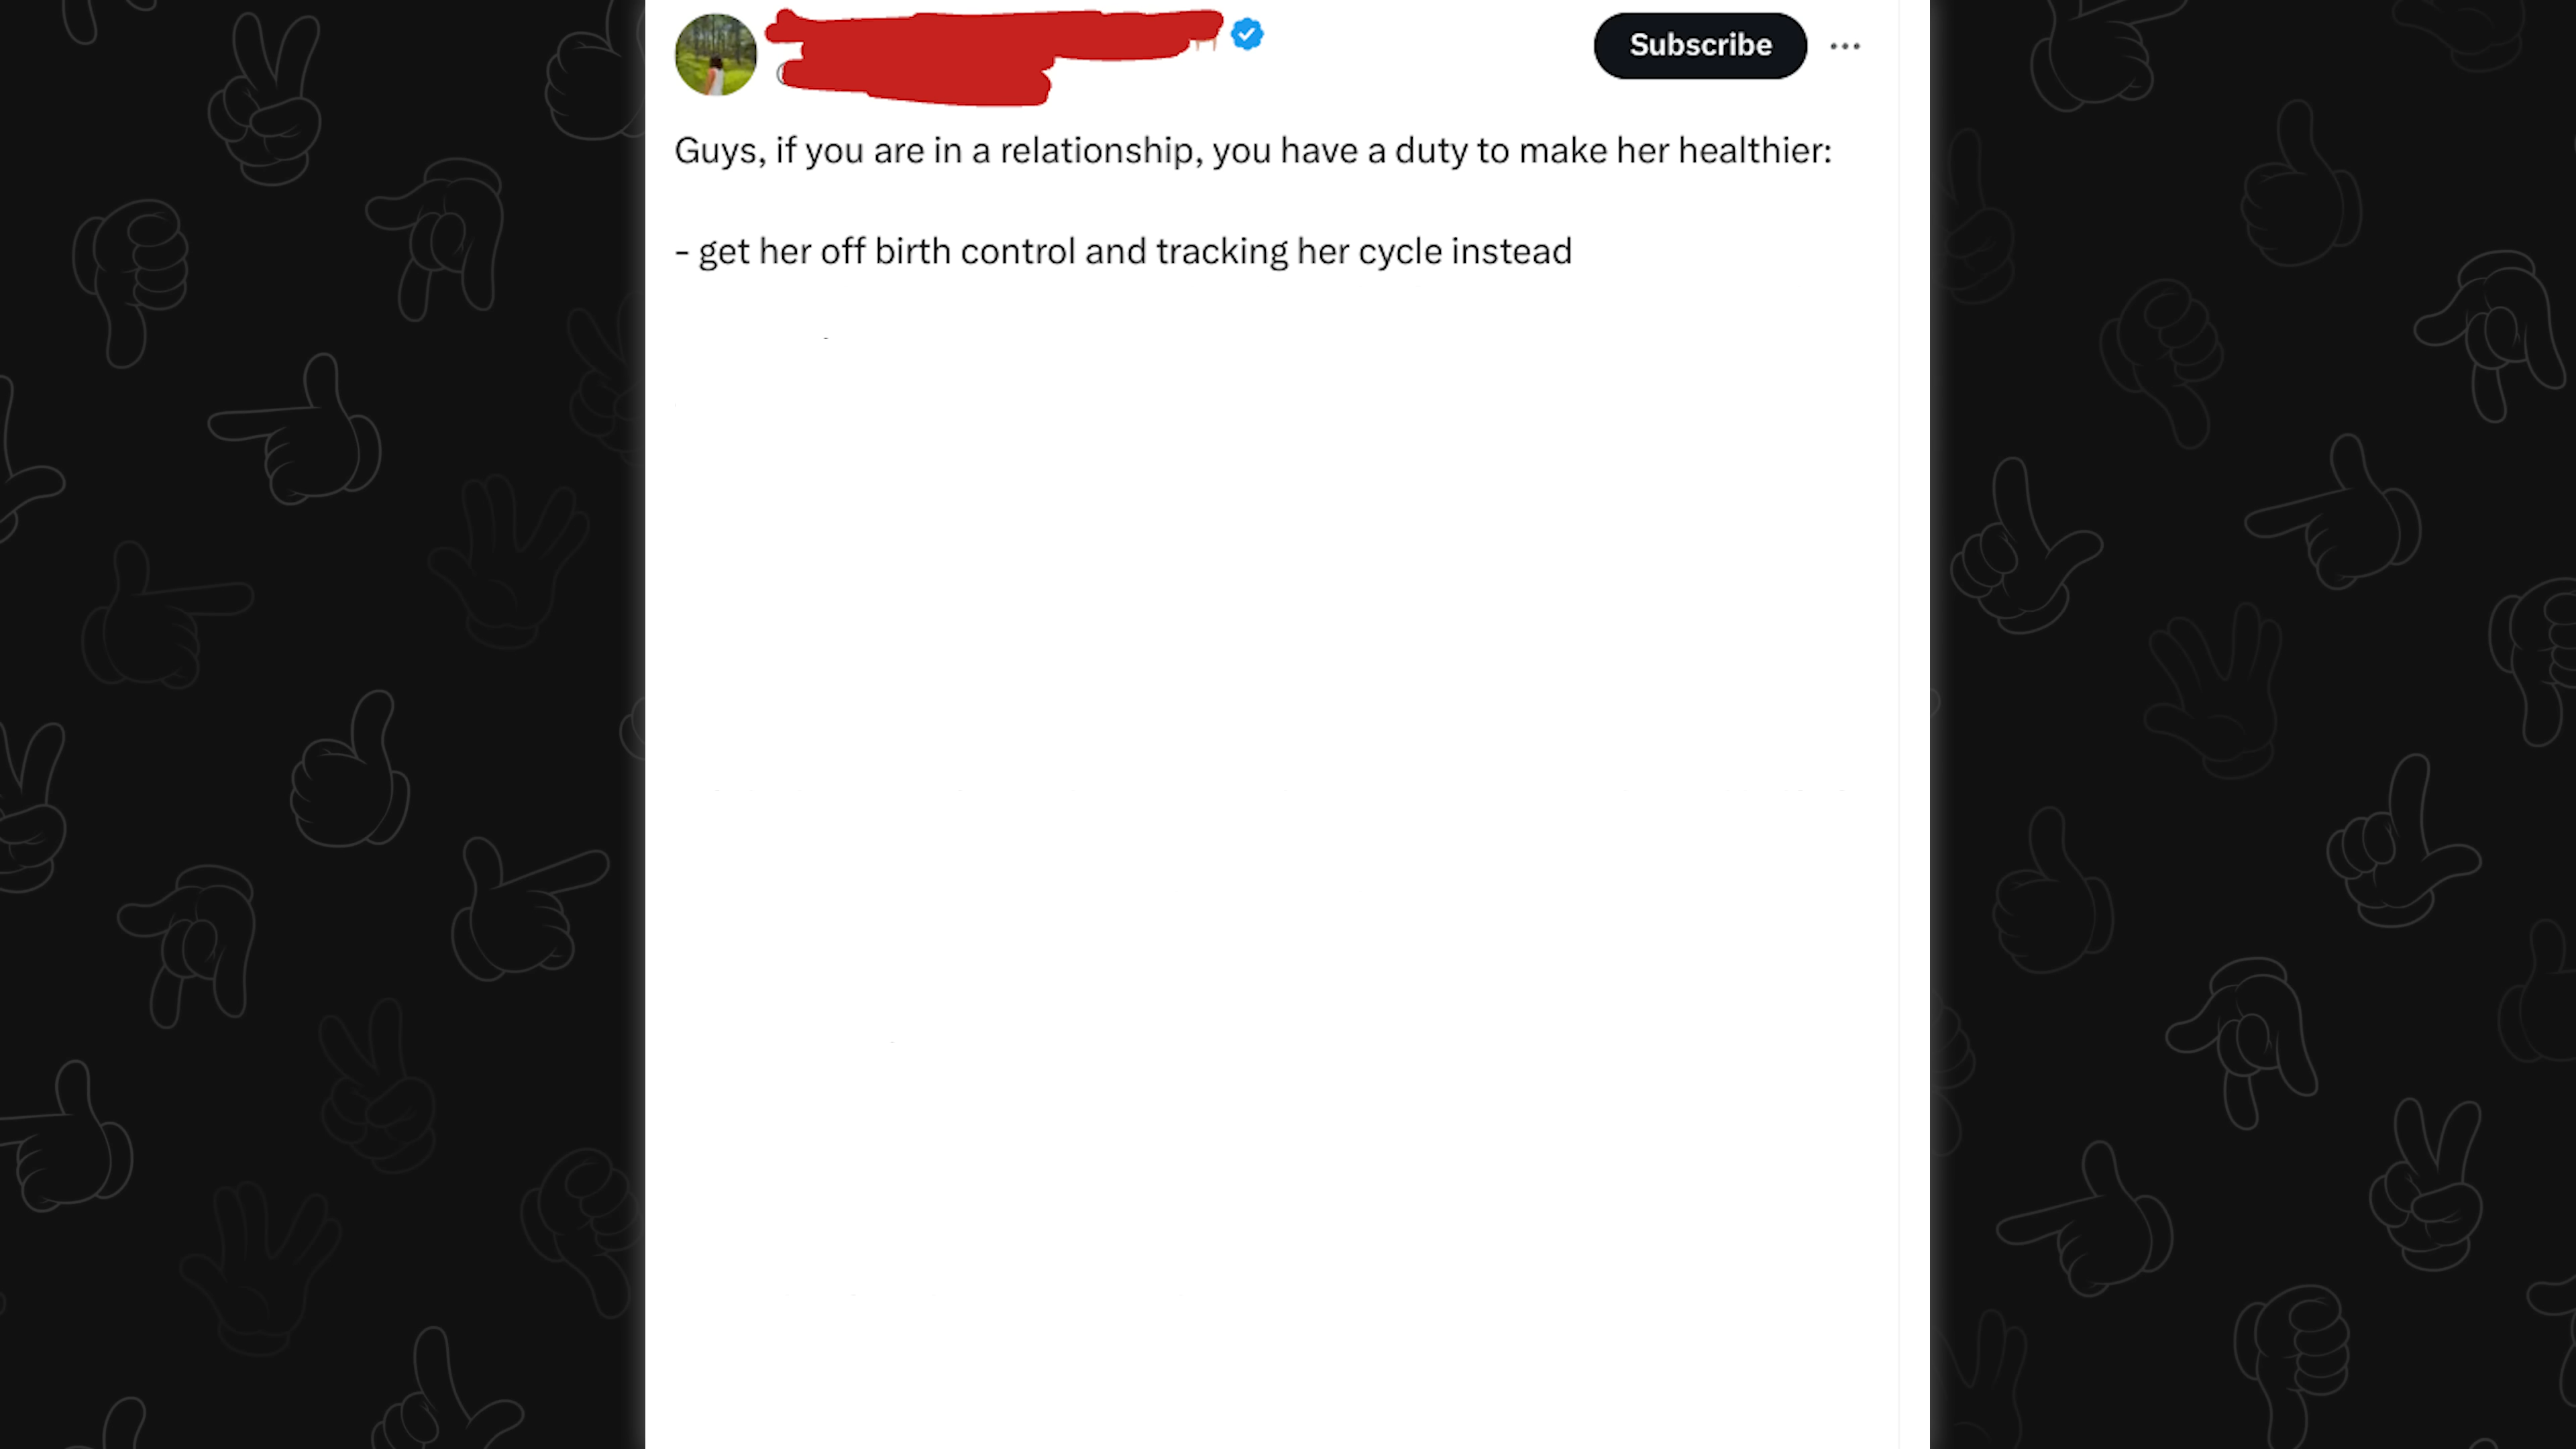 Subscribe
Guys, if you are in a relationship, you have a duty to make her healthier:
- get her off birth control and tracking her cycle instead